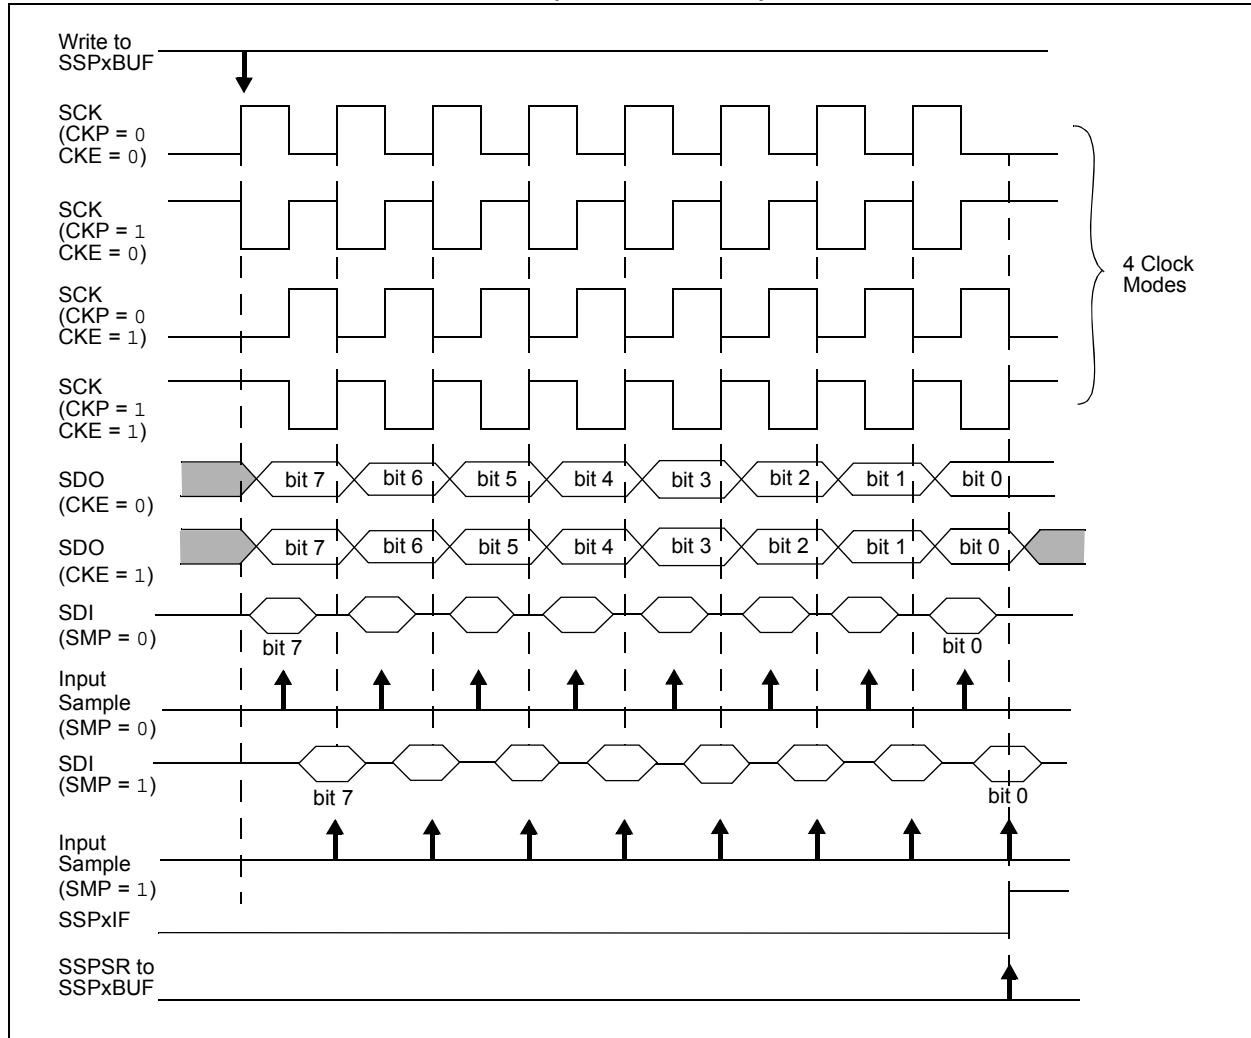 Write to
SSPxBUF
SCK
(CKP = 0
CKE = 0)
SCK
(CKP = 1
CKE = 0)
SCK
(CKP = 0
CKE = 1)
SCK
(CKP = 1
CKE = 1)
4 Clock
Modes
SDO
(CKE = 0)
bit 7 bit 6 bit 5 bit 4 bit 3 bit 2 bit 1 bit 0
SDO
(CKE = 1)
bit 7 bit 6 bit 5 bit 4 bit 3 bit 2 bit 1 bit 0
SDI
(SMP = 0)
bit 7 bit 0
Input
Sample
(SMP = 0)
SDI
(SMP = 1)
bit 7 bit 0
Input
Sample
(SMP = 1)
SSPxIF
SSPSR to
SSPxBUF